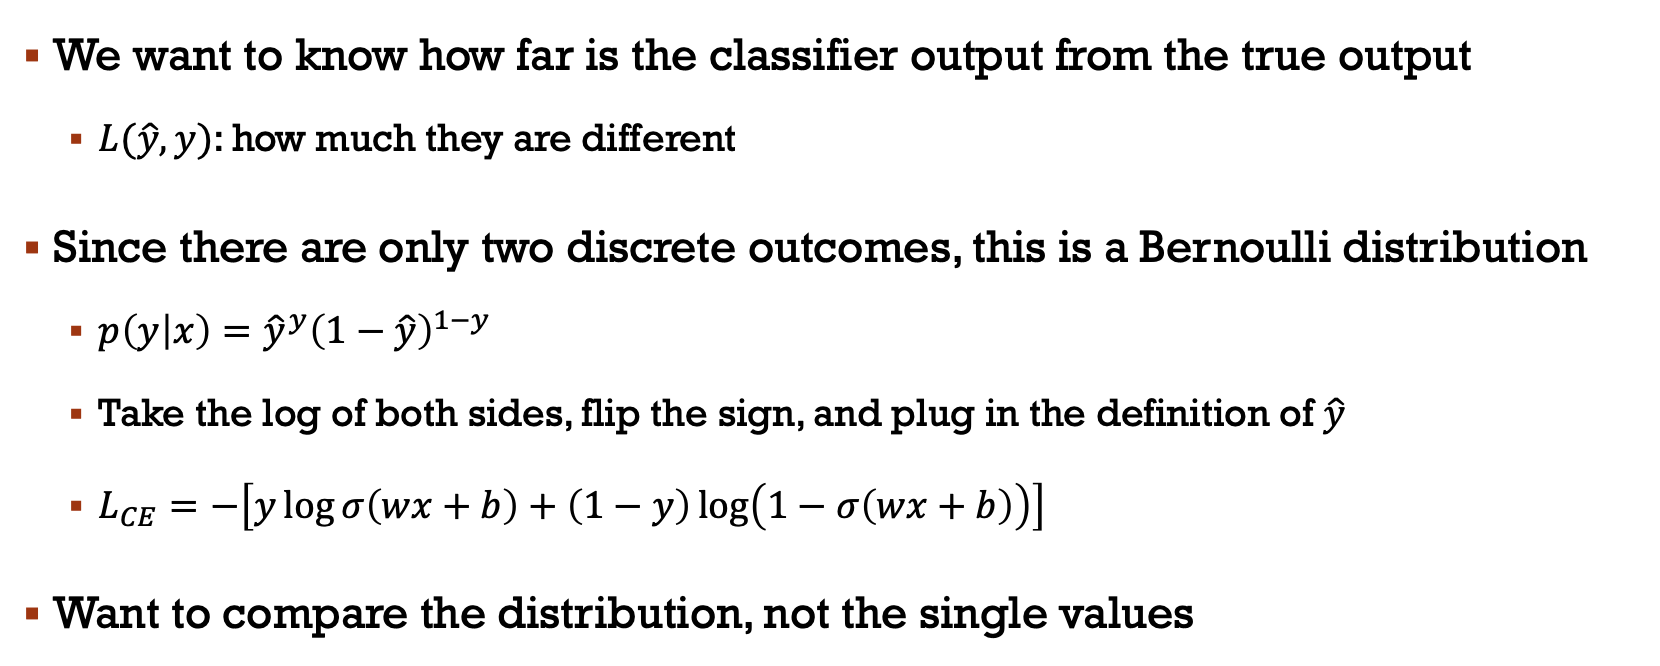 ▪ We want to know how far is the classifier output from the true output
▪ L(ŷ, y): how much they are different
▪ Since there are only two discrete outcomes, this is a Bernoulli distribution
▪ p(y|x) = ŷ^y(1 − ŷ)^{1−y}
▪ Take the log of both sides, flip the sign, and plug in the definition of ŷ
▪ L_{CE} = −[y log σ(wx + b) + (1 − y) log(1 − σ(wx + b))]
▪ Want to compare the distribution, not the single values